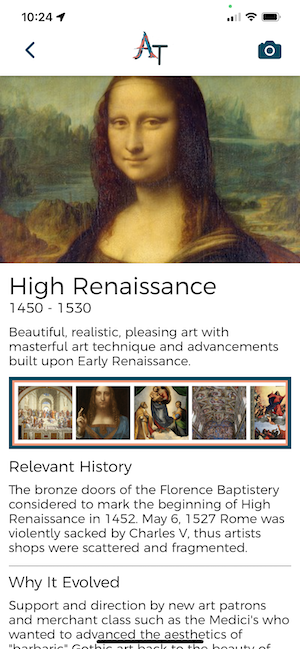 10:24
AT
High Renaissance
1450 - 1530
Beautiful, realistic, pleasing art with
masterful art technique and advancements
built upon Early Renaissance.
Relevant History
The bronze doors of the Florence Baptistery
considered to mark the beginning of High
Renaissance in 1452. May 6, 1527 Rome was
violently sacked by Charles V, thus artists
shops were scattered and fragmented.
Why It Evolved
Support and direction by new art patrons
and merchant class such as the Medici's who
wanted to advanced the aesthetics of
"barbaric" Gothic art back to the beauty of